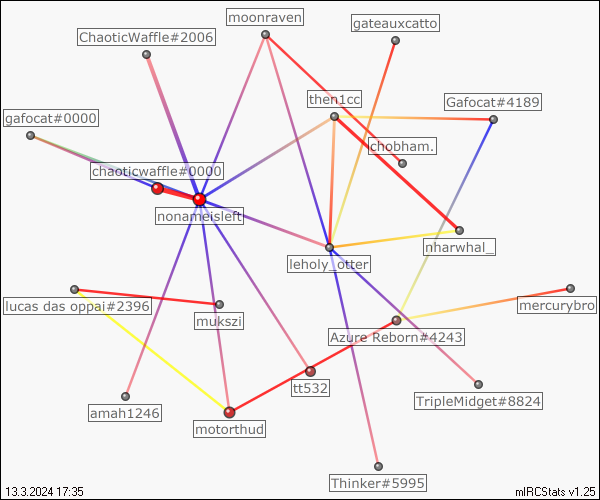 moonraven
gateauxcatto
ChaoticWaffle#2006
then1cc
Gafocat#4189
gafocat#0000
chobham.
chaoticwaffle#0000
nonameisleft
nharwhal_
leholy_otter
lucas das oppai#2396
mercurybro
mukszi
Azure Reborn#4243
tt532
TripleMidget#8824
amah1246
motorthud
Thinker#5995
13.3.2024 17:35
mIRCStats v1.25